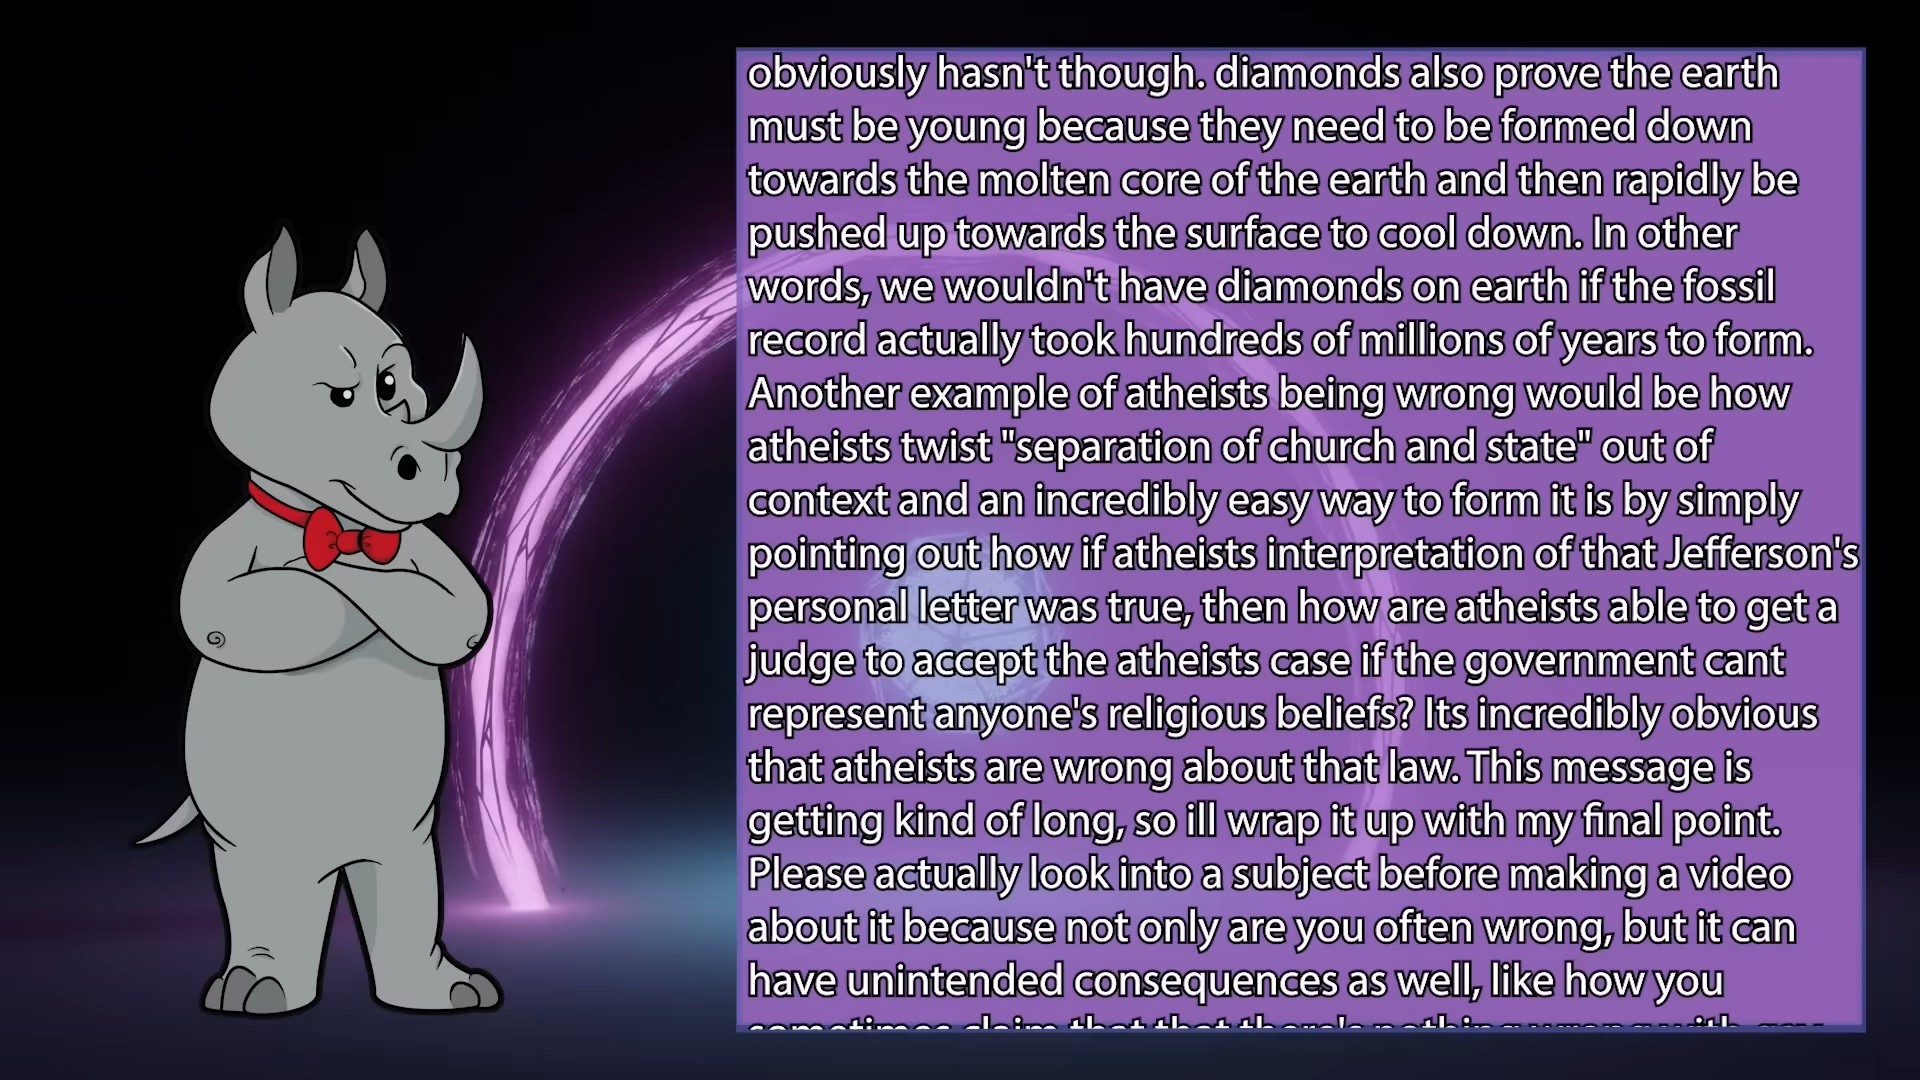 obviously hasn't though. diamonds also prove the earth
must be young because they need to be formed down
towards the molten core of the earth and then rapidly be
pushed up towards the surface to cool down. In other
words, we wouldn't have diamonds on earth if the fossil
record actually took hundreds of millions of years to form.
Another example of atheists being wrong would be how
atheists twist "separation of church and state" out of
context and an incredibly easy way to form it is by simply
pointing out how if atheists interpretation of that Jefferson's
personal letter was true, then how are atheists able to get a
judge to accept the atheists case if the government cant
represent anyone's religious beliefs? Its incredibly obvious
that atheists are wrong about that law. This message is
getting kind of long, so ill wrap it up with my final point.
Please actually look into a subject before making a video
about it because not only are you often wrong, but it can
have unintended consequences as well, like how you
sometimes claim that that there's nothing wrong with